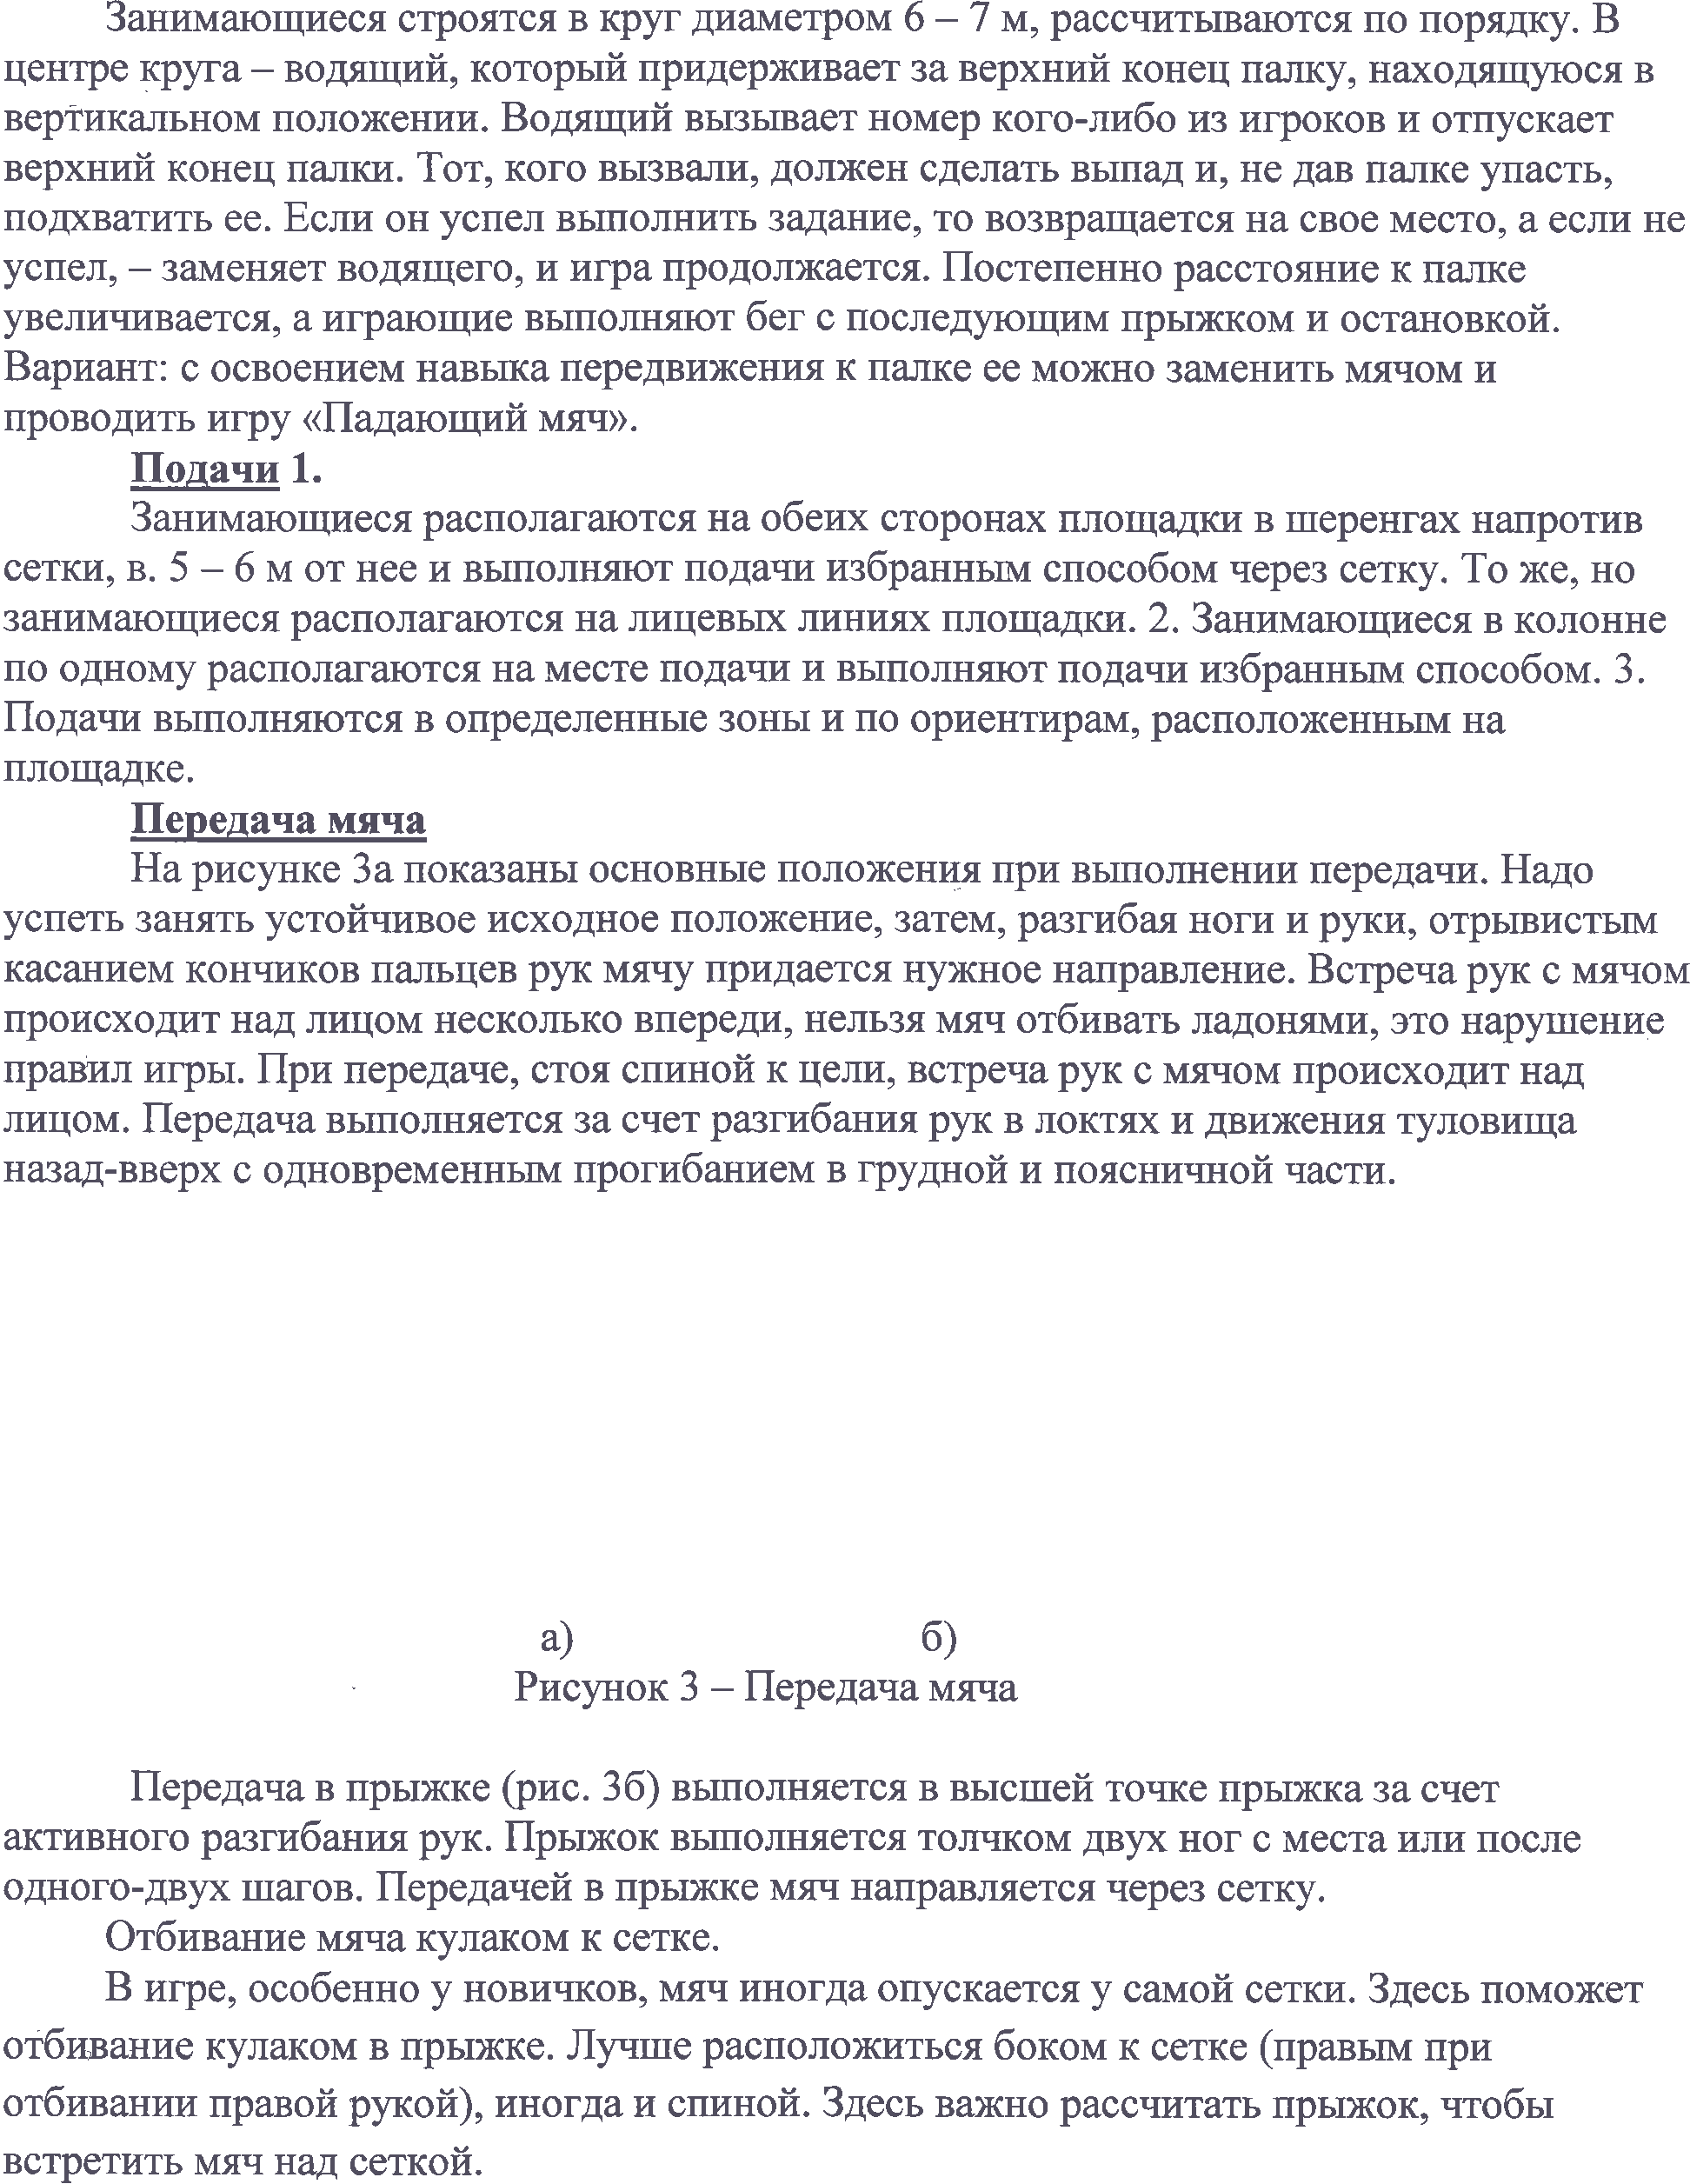 Занимающиеся строятся в круг диаметром 6 – 7 м, рассчитываются по порядку. В
центре круга – водящий, который придерживает за верхний конец палку, находящуюся в
вертикальном положении. Водящий вызывает номер кого-либо из игроков и отпускает
верхний конец палки. Тот, кого вызвали, должен сделать выпад и, не дав палке упасть,
подхватить ее. Если он успел выполнить задание, то возвращается на свое место, а если не
успел, – заменяет водящего, и игра продолжается. Постепенно расстояние к палке
увеличивается, а играющие выполняют бег с последующим прыжком и остановкой.
Вариант: с освоением навыка передвижения к палке ее можно заменить мячом и
проводить игру «Падающий мяч».
Подачи 1.
Занимающиеся располагаются на обеих сторонах площадки в шеренгах напротив
сетки, в. 5 – 6 м от нее и выполняют подачи избранным способом через сетку. То же, но
занимающиеся располагаются на лицевых линиях площадки. 2. Занимающиеся в колонне
по одному располагаются на месте подачи и выполняют подачи избранным способом. 3.
Подачи выполняются в определенные зоны и по ориентирам, расположенным на
площадке.
Передача мяча
На рисунке 3а показаны основные положения при выполнении передачи. Надо
успеть занять устойчивое исходное положение, затем, разгибая ноги и руки, отрывистым
касанием кончиков пальцев рук мячу придается нужное направление. Встреча рук с мячом
происходит над лицом несколько впереди, нельзя мяч отбивать ладонями, это нарушение
правил игры. При передаче, стоя спиной к цели, встреча рук с мячом происходит над
лицом. Передача выполняется за счет разгибания рук в локтях и движения туловища
назад-вверх с одновременным прогибанием в грудной и поясничной части.
а) б)
Рисунок 3 – Передача мяча
Передача в прыжке (рис. 3б) выполняется в высшей точке прыжка за счет
активного разгибания рук. Прыжок выполняется толчком двух ног с места или после
одного-двух шагов. Передачей в прыжке мяч направляется через сетку.
Отбивание мяча кулаком к сетке.
В игре, особенно у новичков, мяч иногда опускается у самой сетки. Здесь поможет
отбивание кулаком в прыжке. Лучше расположиться боком к сетке (правым при
отбивании правой рукой), иногда и спиной. Здесь важно рассчитать прыжок, чтобы
встретить мяч над сеткой.